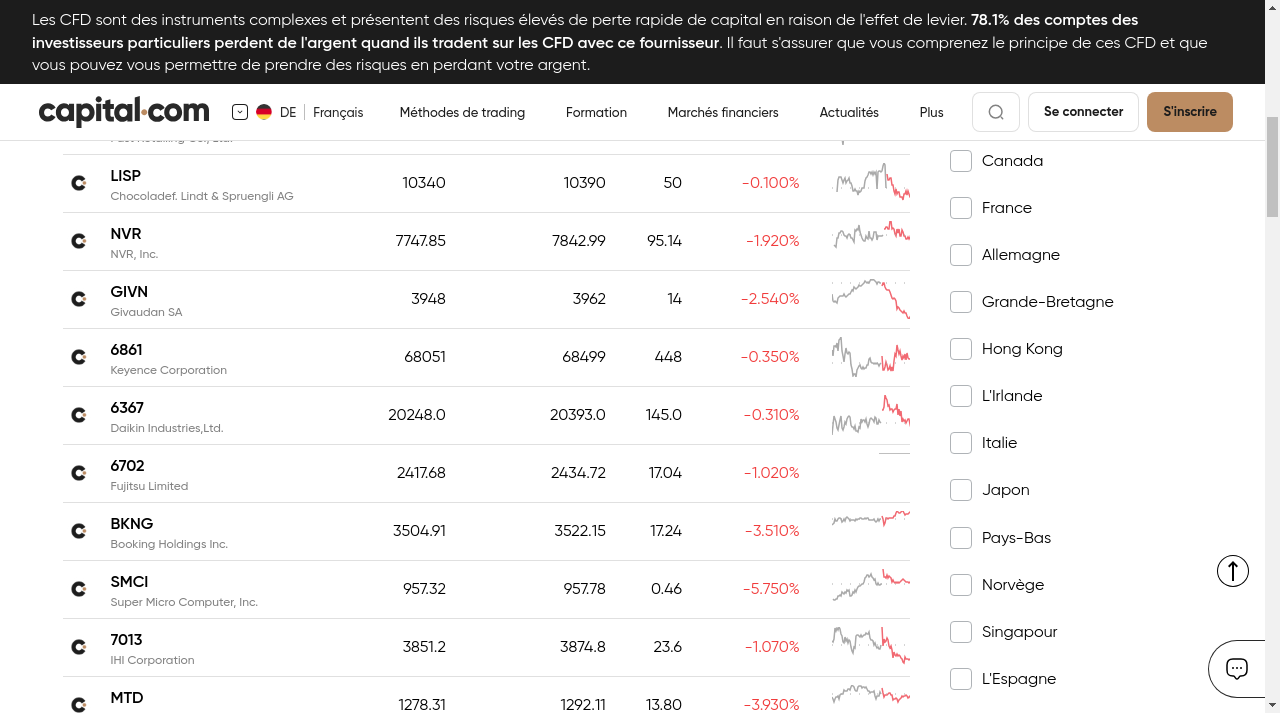 Les CFD sont des instruments complexes et présentent des risques élevés de perte rapide de capital en raison de l'effet de levier. 78.1% des comptes des
investisseurs particuliers perdent de l'argent quand ils tradent sur les CFD avec ce fournisseur. Il faut s'assurer que vous comprenez le principe de ces CFD et que
vous pouvez vous permettre de prendre des risques en perdant votre argent.
capital.com DE Français Méthodes de trading Formation Marchés financiers Actualités Plus Se connecter S'inscrire
LISP 10340 10390 50 -0.100%
Chocoladef. Lindt & Spruengli AG
NVR 7747.85 7842.99 95.14 -1.920%
NVR, Inc.
GIVN 3948 3962 14 -2.540%
Givaudan SA
6861 68051 68499 448 -0.350%
Keyence Corporation
6367 20248.0 20393.0 145.0 -0.310%
Daikin Industries,Ltd.
6702 2417.68 2434.72 17.04 -1.020%
Fujitsu Limited
BKNG 3504.91 3522.15 17.24 -3.510%
Booking Holdings Inc.
SMCI 957.32 957.78 0.46 -5.750%
Super Micro Computer, Inc.
7013 3851.2 3874.8 23.6 -1.070%
IHI Corporation
MTD 1278.31 1292.11 13.80 -3.930%
Canada
France
Allemagne
Grande-Bretagne
Hong Kong
L'Irlande
Italie
Japon
Pays-Bas
Norvège
Singapour
L'Espagne